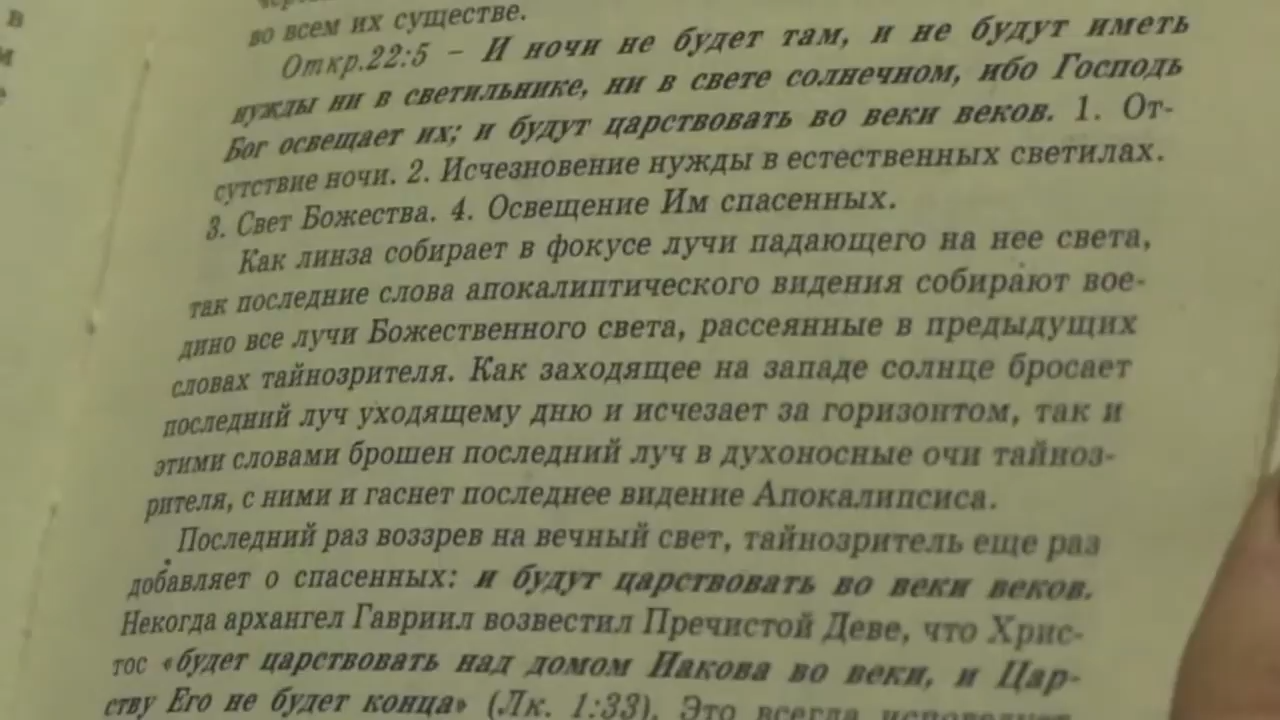 в
м
е
во всем их существе.
Откр.22:5 – И ночи не будет там, и не будут иметь
нужды ни в светильнике, ни в свете солнечном, ибо Господь
Бог освещает их; и будут царствовать во веки веков. 1. От-
сутствие ночи. 2. Исчезновение нужды в естественных светилах.
3. Свет Божества. 4. Освещение Им спасенных.
Как линза собирает в фокусе лучи падающего на нее света,
так последние слова апокалиптического видения собирают вое-
дино все лучи Божественного света, рассеянные в предыдущих
словах тайнозрителя. Как заходящее на западе солнце бросает
последний луч уходящему дню и исчезает за горизонтом, так и
этими словами брошен последний луч в духоносные очи тайноз-
рителя, с ними и гаснет последнее видение Апокалипсиса.
Последний раз воззрев на вечный свет, тайнозритель еще раз
добавляет о спасенных: и будут царствовать во веки веков.
Некогда архангел Гавриил возвестил Пречистой Деве, что Хрис-
тос «будет царствовать над домом Иакова во веки, и Цар-
ству Его не будет конца» (Лк. 1:33). Это всегда